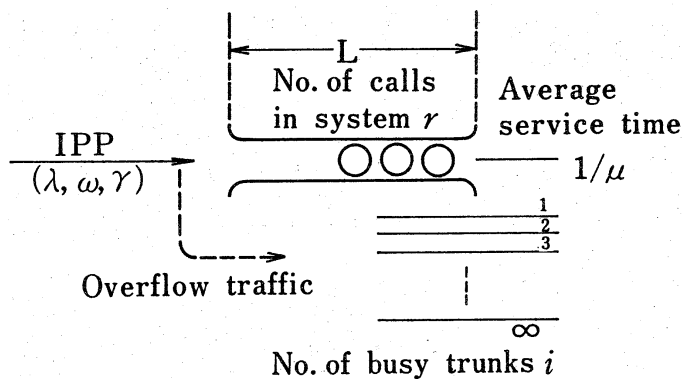 L
No. of calls
in system r
Average
service time
IPP
(λ, ω, γ)
1/μ
1
2
3
Overflow traffic
∞
No. of busy trunks i